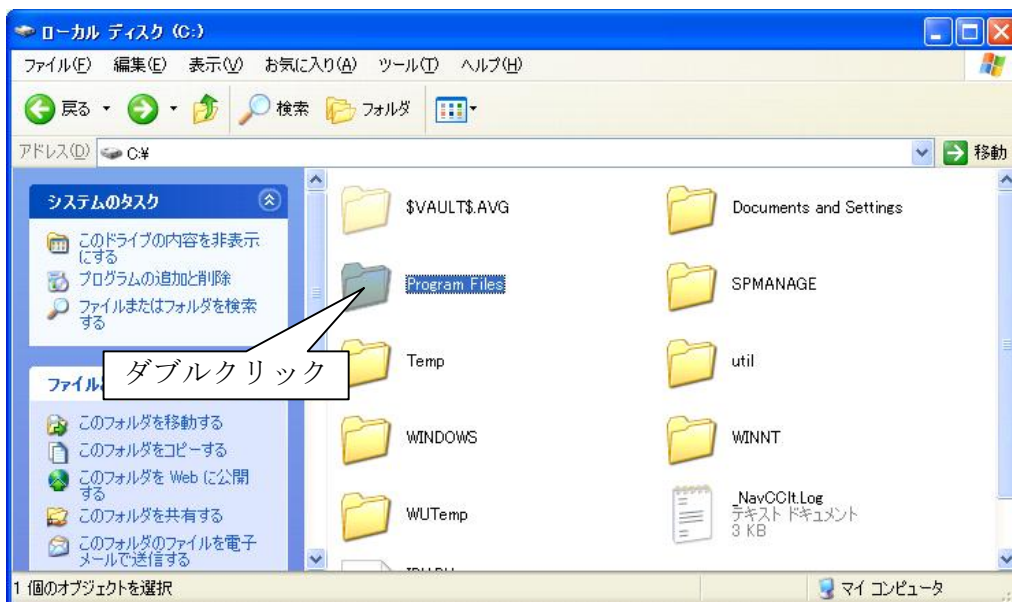 ローカル ディスク (C:)
ファイル(F) 編集(E) 表示(V) お気に入り(A) ツール(T) ヘルプ(H)
戻る 検索 フォルダ
アドレス(D) C:¥ 移動
システムのタスク
このドライブの内容を非表示
にする
プログラムの追加と削除
ファイルまたはフォルダを検索
する
ファイル
このフォルダを移動する
このフォルダをコピーする
このフォルダを Web に公開
する
このフォルダを共有する
このフォルダのファイルを電子
メールで送信する
$VAULT$.AVG
Documents and Settings
Program Files
SPMANAGE
ダブルクリック
Temp
util
WINDOWS
WINNT
WUTemp
_NavCClt.Log
テキスト ドキュメント
3 KB
1 個のオブジェクトを選択
マイ コンピュータ